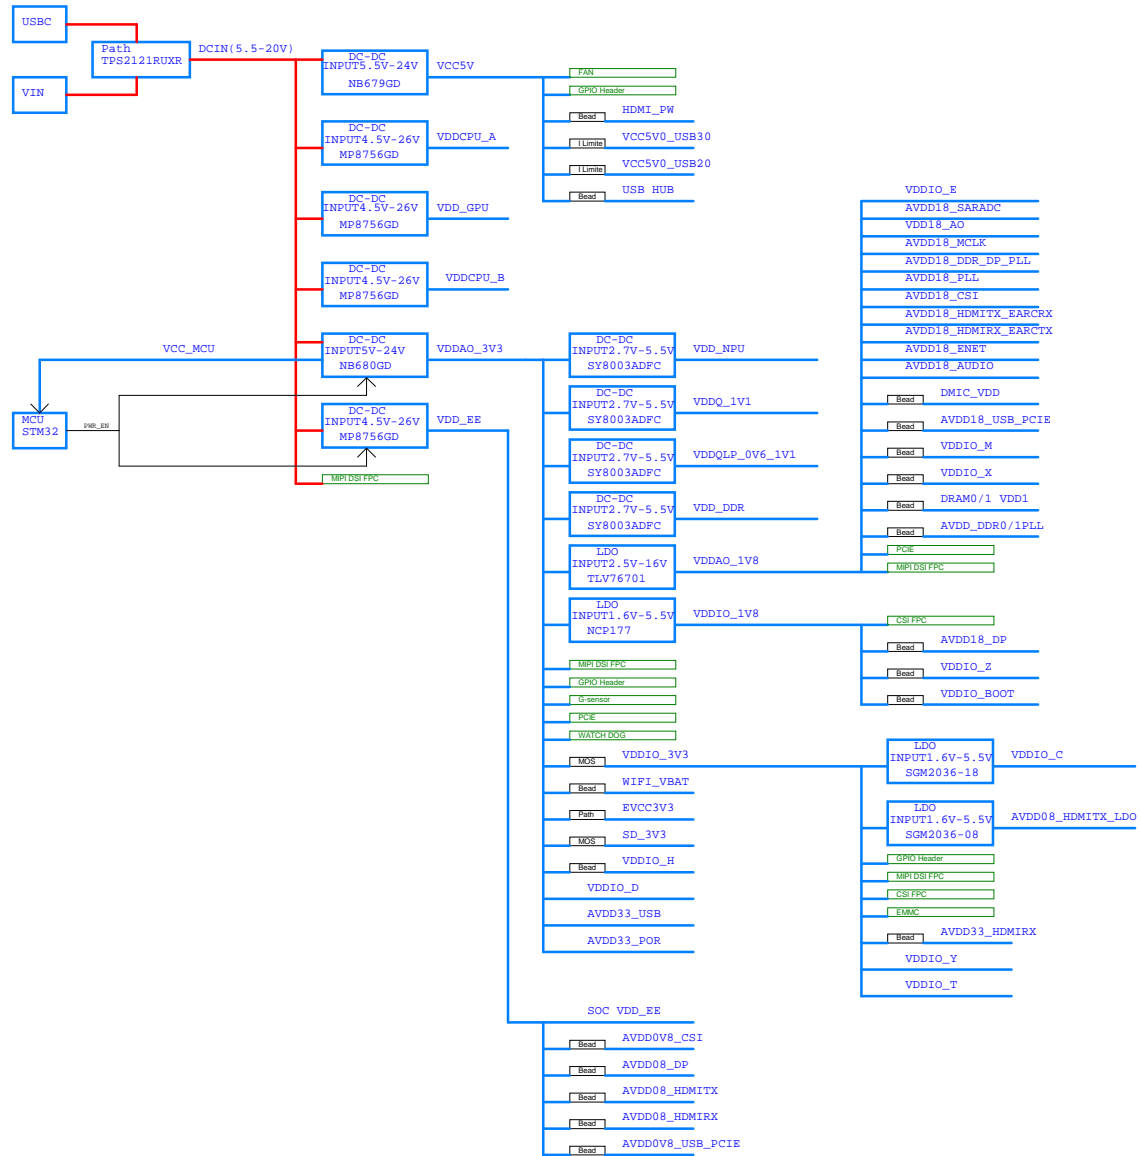 USBC
Path
TPS2121RUXR
DCIN(5.5-20V)
VIN
DC-DC
INPUT5.5V-24V
NB679GD
VCC5V
FAN
GPIO Header
Bead
HDMI_PW
I Limite
VCC5V0_USB30
I Limite
VCC5V0_USB20
Bead
USB HUB
DC-DC
INPUT4.5V-26V
MP8756GD
VDDCPU_A
DC-DC
INPUT4.5V-26V
MP8756GD
VDD_GPU
DC-DC
INPUT4.5V-26V
MP8756GD
VDDCPU_B
VCC_MCU
DC-DC
INPUT5V-24V
NB680GD
VDDAO_3V3
MCU
STM32
PWR_EN
DC-DC
INPUT4.5V-26V
MP8756GD
VDD_EE
MIPI DSI FPC
DC-DC
INPUT2.7V-5.5V
SY8003ADFC
VDD_NPU
DC-DC
INPUT2.7V-5.5V
SY8003ADFC
VDDQ_1V1
DC-DC
INPUT2.7V-5.5V
SY8003ADFC
VDDQLP_0V6_1V1
DC-DC
INPUT2.7V-5.5V
SY8003ADFC
VDD_DDR
LDO
INPUT2.5V-16V
TLV76701
VDDAO_1V8
LDO
INPUT1.6V-5.5V
NCP177
VDDIO_1V8
VDDIO_E
AVDD18_SARADC
VDD18_AO
AVDD18_MCLK
AVDD18_DDR_DP_PLL
AVDD18_PLL
AVDD18_CSI
AVDD18_HDMITX_EARCRX
AVDD18_HDMIRX_EARCTX
AVDD18_ENET
AVDD18_AUDIO
Bead
DMIC_VDD
Bead
AVDD18_USB_PCIE
Bead
VDDIO_M
Bead
VDDIO_X
Bead
DRAM0/1 VDD1
Bead
AVDD_DDR0/1PLL
PCIE
MIPI DSI FPC
CSI FPC
Bead
AVDD18_DP
Bead
VDDIO_Z
Bead
VDDIO_BOOT
MIPI DSI FPC
GPIO Header
G-sensor
PCIE
WATCH DOG
MOS
VDDIO_3V3
Bead
WIFI_VBAT
Path
EVCC3V3
MOS
SD_3V3
Bead
VDDIO_H
VDDIO_D
AVDD33_USB
AVDD33_POR
LDO
INPUT1.6V-5.5V
SGM2036-18
VDDIO_C
LDO
INPUT1.6V-5.5V
SGM2036-08
AVDD08_HDMITX_LDO
GPIO Header
MIPI DSI FPC
CSI FPC
EMMC
Bead
AVDD33_HDMIRX
VDDIO_Y
VDDIO_T
SOC VDD_EE
Bead
AVDD0V8_CSI
Bead
AVDD08_DP
Bead
AVDD08_HDMITX
Bead
AVDD08_HDMIRX
Bead
AVDD0V8_USB_PCIE